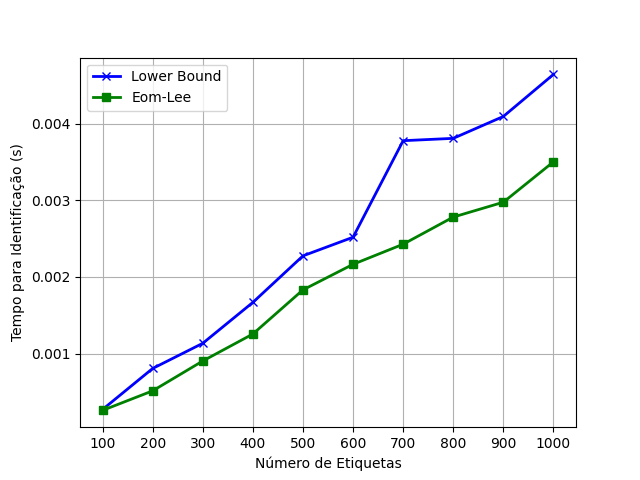 Lower Bound
Eom-Lee
0.004
0.003
0.002
0.001
Tempo para Identificação (s)
100 200 300 400 500 600 700 800 900 1000
Número de Etiquetas